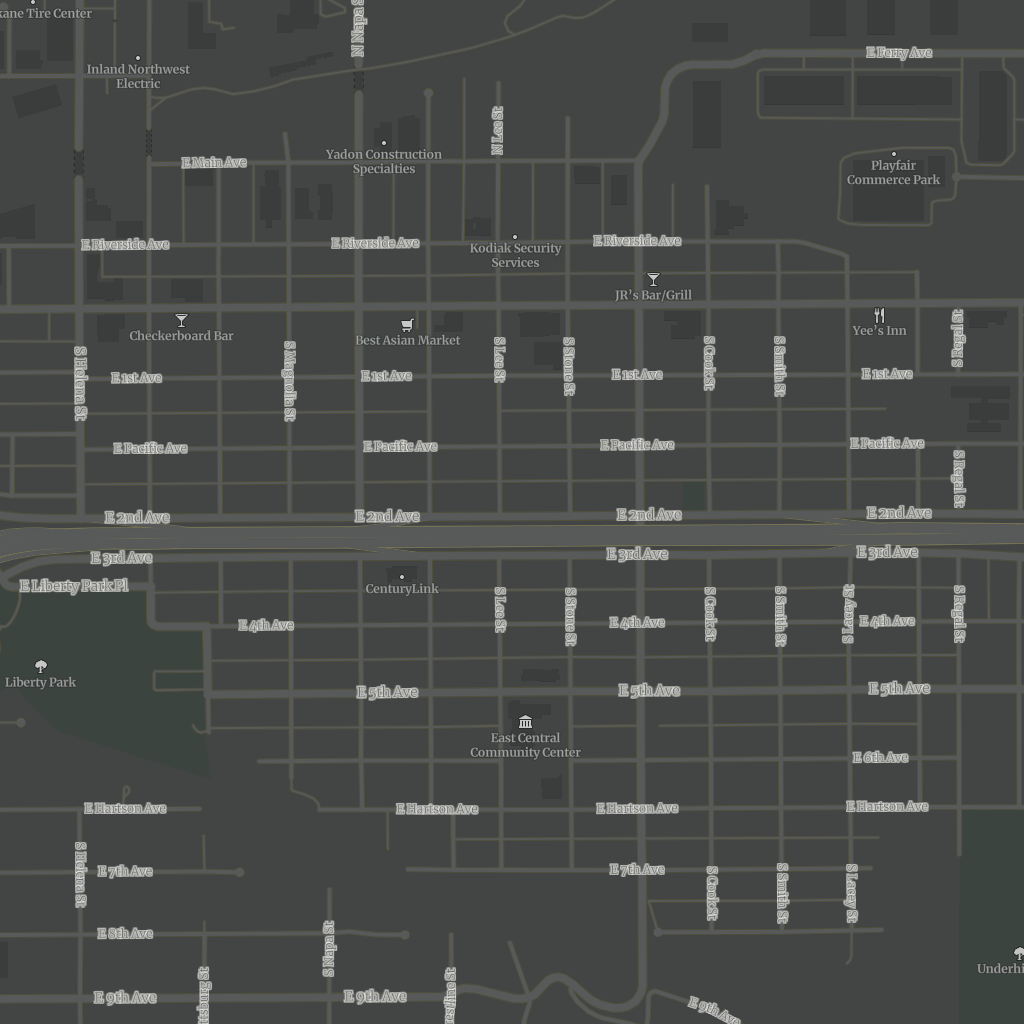 kane Tire Center
N Napa S
E Ferry Ave
Inland Northwest
Electric
N Lee St
Yadon Construction
Specialties
E Main Ave
Playfair
Commerce Park
E Riverside Ave
E Riverside Ave
E Riverside Ave
Kodiak Security
Services
JR's Bar/Grill
Checkerboard Bar
Best Asian Market
Yee's Inn
S Regal St
S Helena St
S Magnolia St
S Lee St
S Stone St
S Cook St
S Smith St
E 1st Ave
E 1st Ave
E 1st Ave
E 1st Ave
E Pacific Ave
E Pacific Ave
E Pacific Ave
E Pacific Ave
S Regal St
E 2nd Ave
E 2nd Ave
E 2nd Ave
E 2nd Ave
E 3rd Ave
E 3rd Ave
E 3rd Ave
E Liberty Park Pl
CenturyLink
S Lee St
S Stone St
S Cook St
S Smith St
S Lacey St
S Regal St
E 4th Ave
E 4th Ave
E 4th Ave
Liberty Park
E 5th Ave
E 5th Ave
E 5th Ave
East Central
Community Center
E 6th Ave
E Hartson Ave
E Hartson Ave
E Hartson Ave
E Hartson Ave
S Helena St
E 7th Ave
E 7th Ave
S Cook St
S Smith St
S Lacey St
E 8th Ave
S Napa St
Underhi
E 9th Ave
E 9th Ave
E 9th Ave